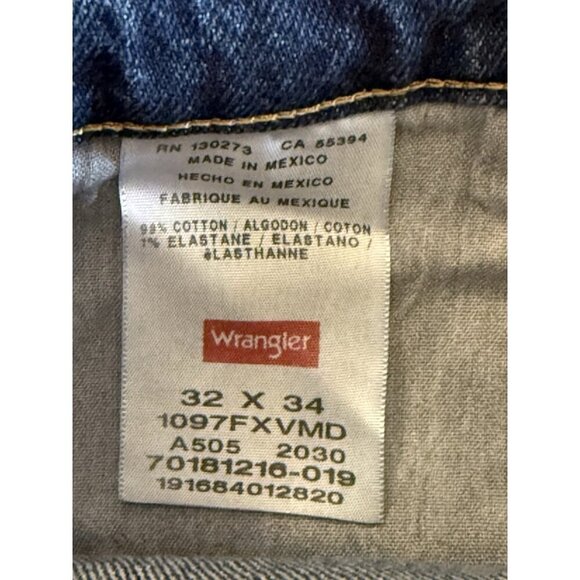 RN 130273 CA 55394
MADE IN MEXICO
HECHO EN MEXICO
FABRIQUE AU MEXIQUE
99% COTTON / ALGODON / COTON
1% ELASTANE / ELASTANO /
éLASTHANNE
Wrangler
32 X 34
1097FXVMD
A505 2030
70181216-019
191684012820